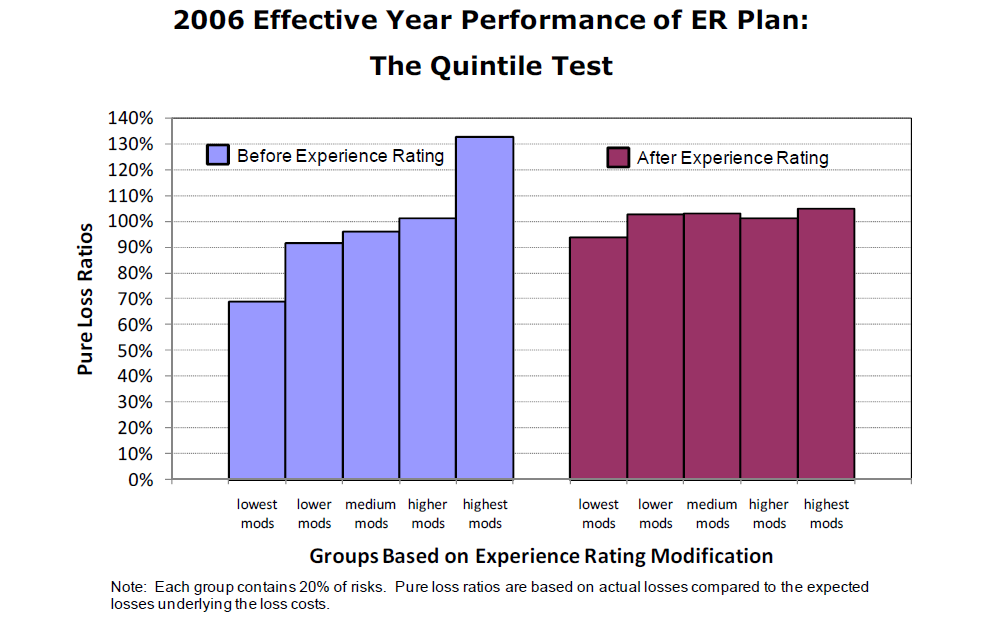 2006 Effective Year Performance of ER Plan:
The Quintile Test
140%
130%
120%
110%
100%
90%
80%
70%
60%
50%
40%
30%
20%
10%
0%
Pure Loss Ratios
Before Experience Rating
After Experience Rating
lowest mods
lower mods
medium mods
higher mods
highest mods
lowest mods
lower mods
medium mods
higher mods
highest mods
Groups Based on Experience Rating Modification
Note:  Each group contains 20% of risks.  Pure loss ratios are based on actual losses compared to the expected
losses underlying the loss costs.